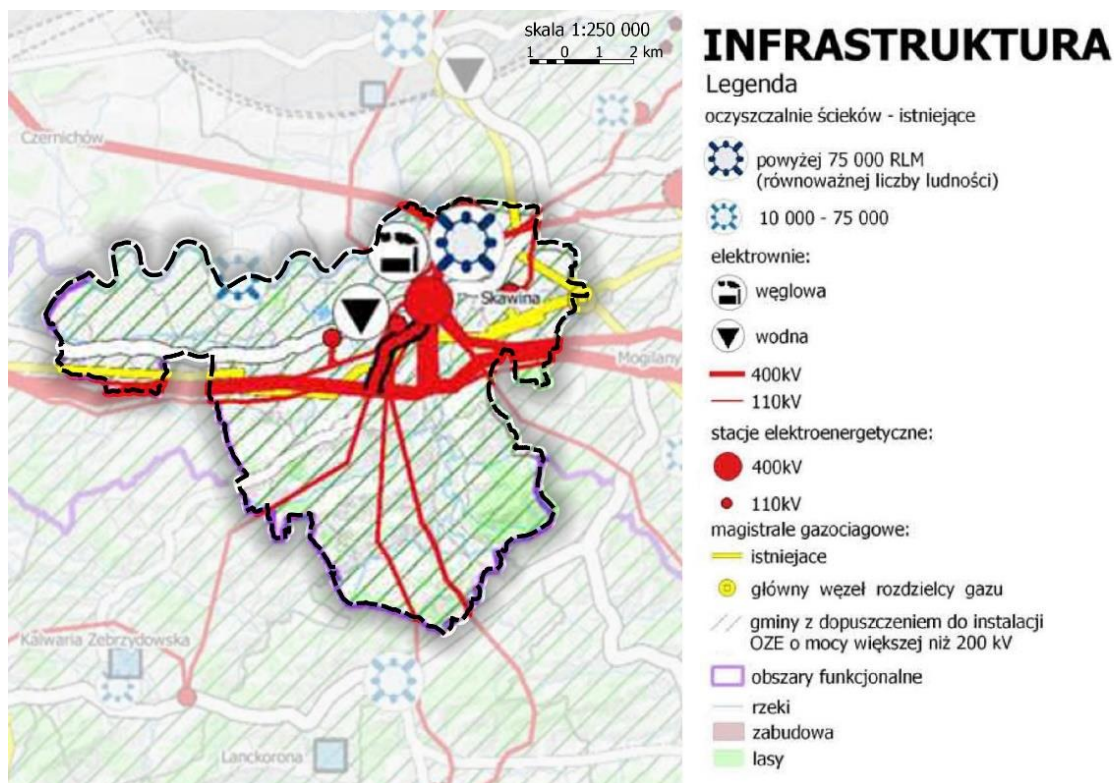 skala 1:250 000
1 0 1 2 km
Czernichów
Skawina
Mogilany
Kalwaria Zebrzydowska
Lanckorona
INFRASTRUKTURA
Legenda
oczyszczalnie ścieków - istniejące
powyżej 75 000 RLM
(równoważnej liczby ludności)
10 000 - 75 000
elektrownie:
węglowa
wodna
400kV
110kV
stacje elektroenergetyczne:
400kV
110kV
magistrale gazociagowe:
istniejace
główny węzeł rozdzielcy gazu
gminy z dopuszczeniem do instalacji
OZE o mocy większej niż 200 kV
obszary funkcjonalne
rzeki
zabudowa
lasy